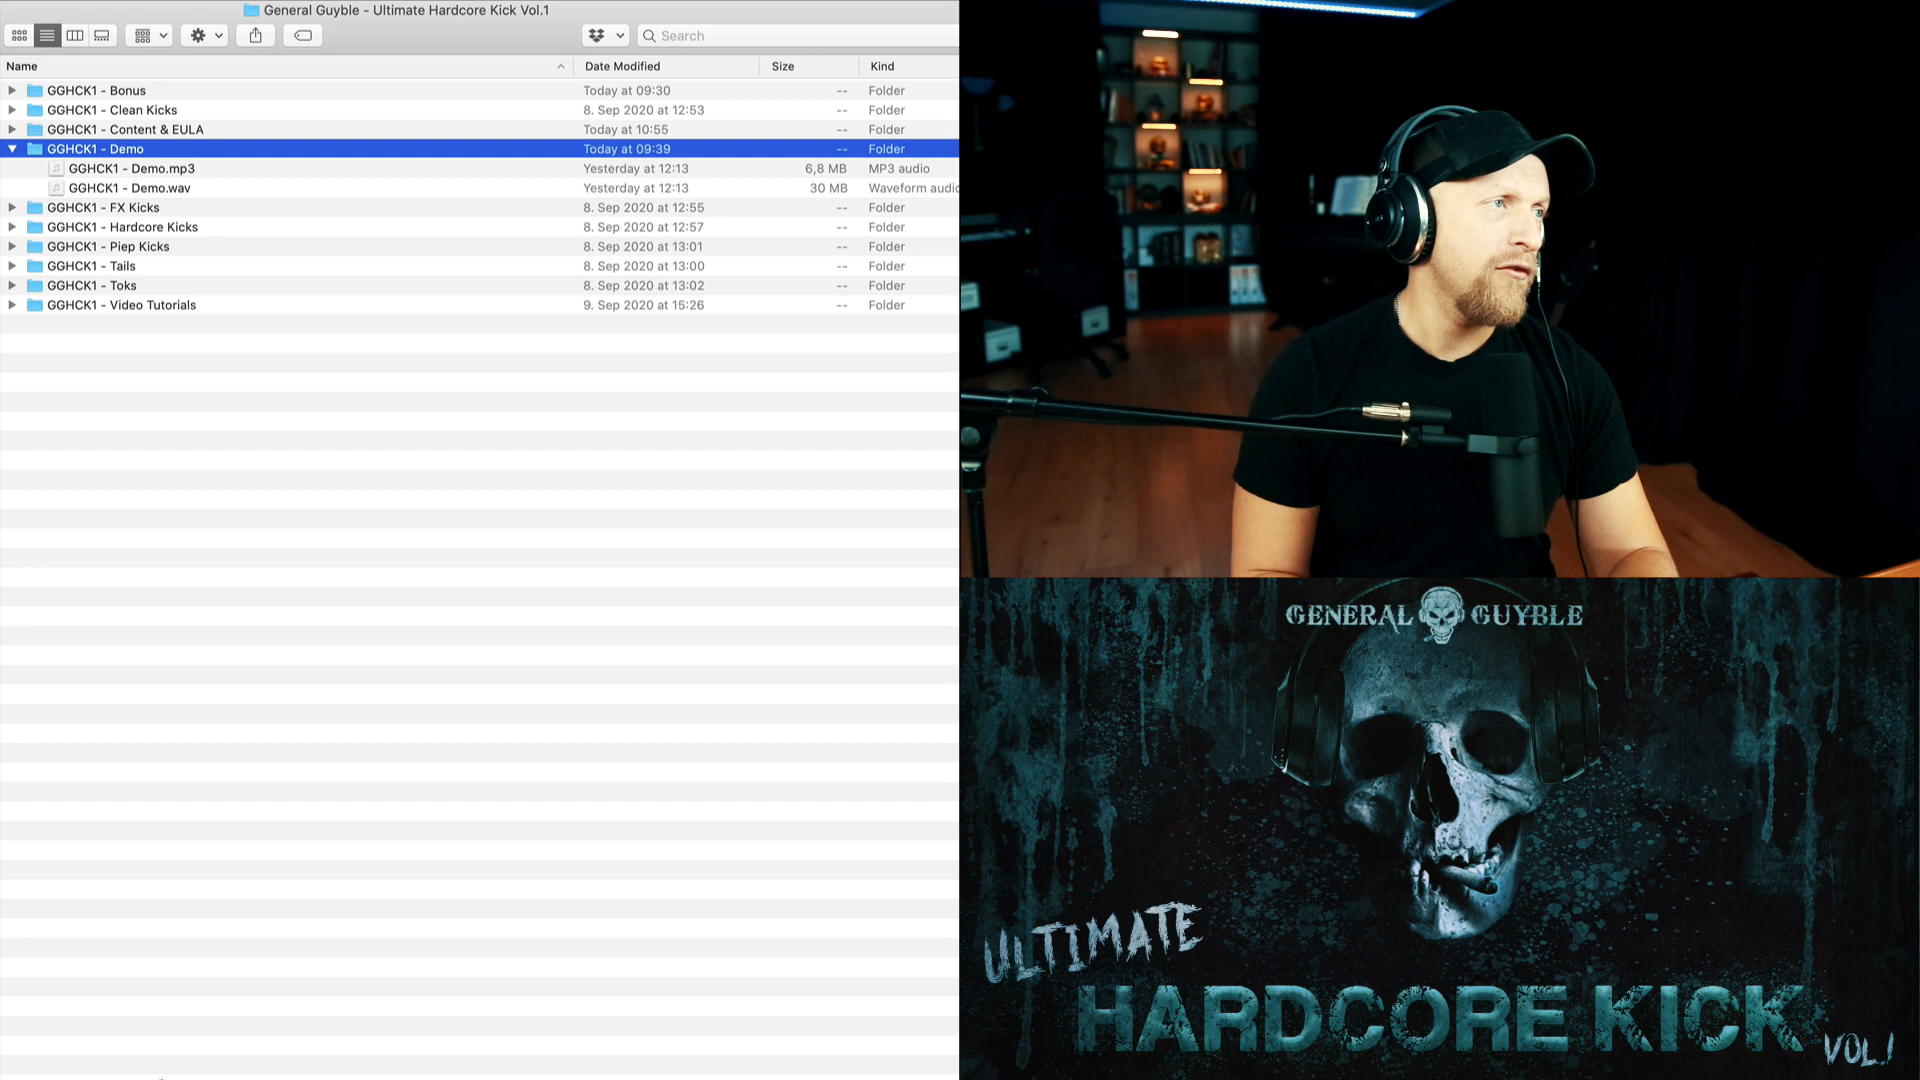 General Guyble - Ultimate Hardcore Kick Vol.1
Search
Name Date Modified Size Kind
GGHCK1 - Bonus Today at 09:30 -- Folder
GGHCK1 - Clean Kicks 8. Sep 2020 at 12:53 -- Folder
GGHCK1 - Content & EULA Today at 10:55 -- Folder
GGHCK1 - Demo Today at 09:39 -- Folder
GGHCK1 - Demo.mp3 Yesterday at 12:13 6,8 MB MP3 audio
GGHCK1 - Demo.wav Yesterday at 12:13 30 MB Waveform audio
GGHCK1 - FX Kicks 8. Sep 2020 at 12:55 -- Folder
GGHCK1 - Hardcore Kicks 8. Sep 2020 at 12:57 -- Folder
GGHCK1 - Piep Kicks 8. Sep 2020 at 13:01 -- Folder
GGHCK1 - Tails 8. Sep 2020 at 13:00 -- Folder
GGHCK1 - Toks 8. Sep 2020 at 13:02 -- Folder
GGHCK1 - Video Tutorials 9. Sep 2020 at 15:26 -- Folder
GENERAL GUYBLE
ULTIMATE
HARDCORE KICK
VOL.1